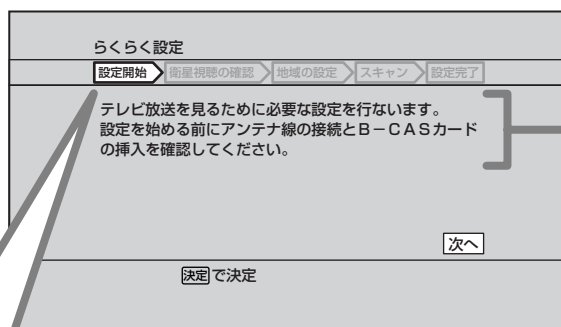 らくらく設定
設定開始 衛星視聴の確認 地域の設定 スキャン 設定完了
テレビ放送を見るために必要な設定を行ないます。
設定を始める前にアンテナ線の接続とB－CASカード
の挿入を確認してください。
次へ
決定で決定